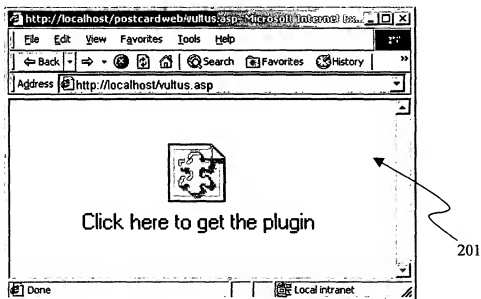 http://localhost/postcardweb/vultus.asp - Microsoft Internet Ex...
File Edit View Favorites Tools Help
Back Search Favorites History »
Address http://localhost/vultus.asp
Click here to get the plugin
201
Done Local intranet